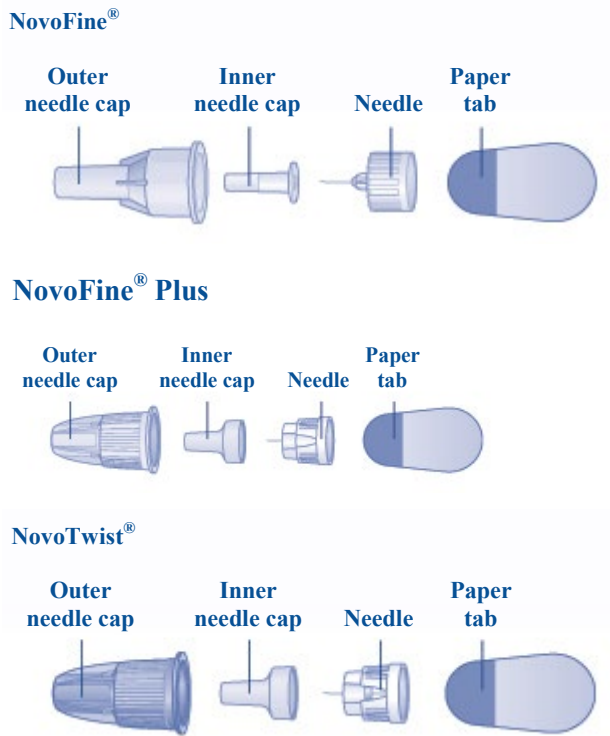 NovoFine®
Outer Inner Paper
needle cap needle cap Needle tab
NovoFine® Plus
Outer Inner Paper
needle cap needle cap Needle tab
NovoTwist®
Outer Inner Paper
needle cap needle cap Needle tab